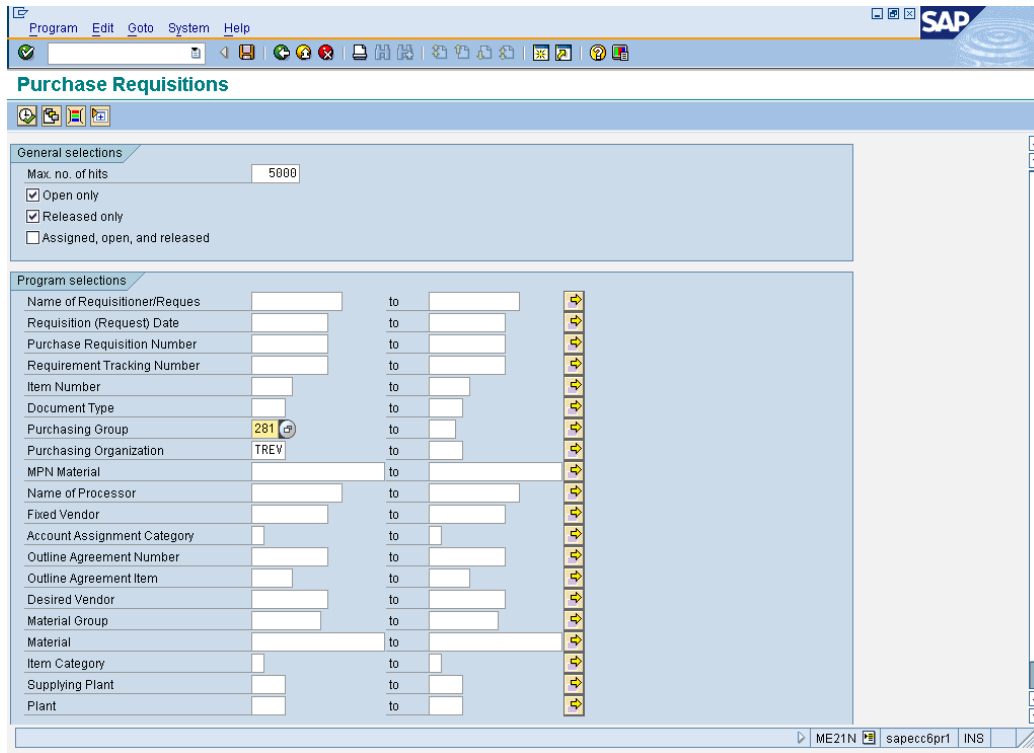 Program Edit Goto System Help
SAP
Purchase Requisitions
General selections
Max. no. of hits 5000
Open only
Released only
Assigned, open, and released
Program selections
Name of Requisitioner/Reques to
Requisition (Request) Date to
Purchase Requisition Number to
Requirement Tracking Number to
Item Number to
Document Type to
Purchasing Group 281 to
Purchasing Organization TREV to
MPN Material to
Name of Processor to
Fixed Vendor to
Account Assignment Category to
Outline Agreement Number to
Outline Agreement Item to
Desired Vendor to
Material Group to
Material to
Item Category to
Supplying Plant to
Plant to
ME21N sapecc6pr1 INS